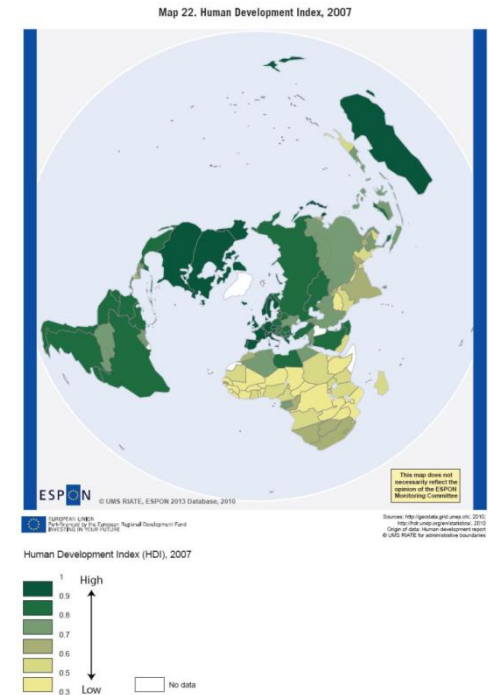 Map 22. Human Development Index, 2007
This map does not
necessarily reflect the
opinion of the ESPON
Monitoring Committee
ESPON
© UMS RIATE, ESPON 2013 Database, 2010
EUROPEAN UNION
Part-financed by the European Regional Development Fund
INVESTING IN YOUR FUTURE
Sources: http://geodata.grid.unep.ch/, 2010;
http://hdr.undp.org/en/statistics/, 2010
Origin of data: Human development report
© UMS RIATE for administrative boundaries
Human Development Index (HDI), 2007
1
High
0.9
0.8
0.7
0.6
0.5
0.3
Low
No data